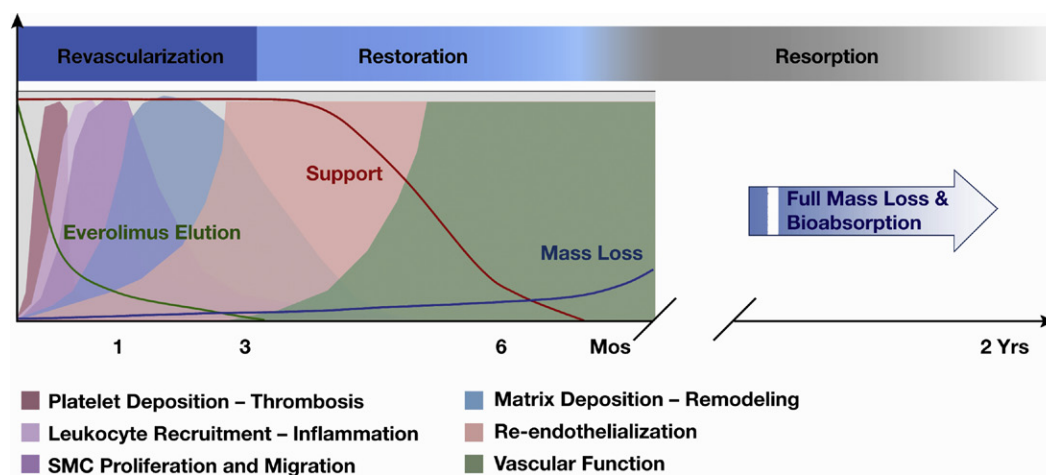 Revascularization
Restoration
Resorption
Support
Everolimus Elution
Mass Loss
Full Mass Loss &
Bioabsorption
1
3
6
Mos
2 Yrs
Platelet Deposition – Thrombosis
Leukocyte Recruitment – Inflammation
SMC Proliferation and Migration
Matrix Deposition – Remodeling
Re-endothelialization
Vascular Function